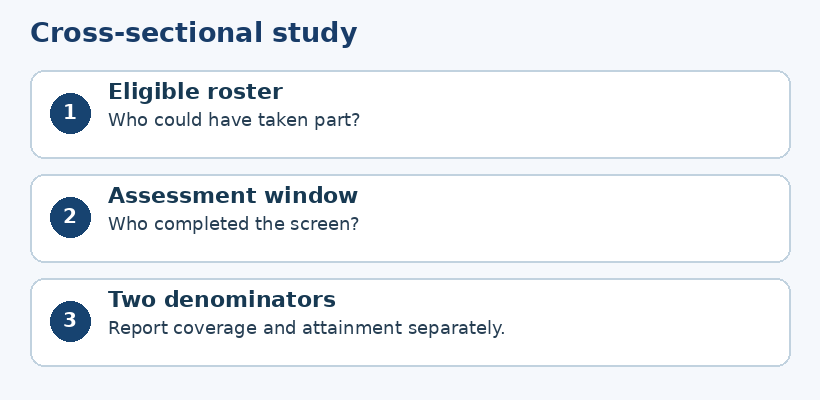 Cross-sectional study
1
Eligible roster
Who could have taken part?
2
Assessment window
Who completed the screen?
3
Two denominators
Report coverage and attainment separately.